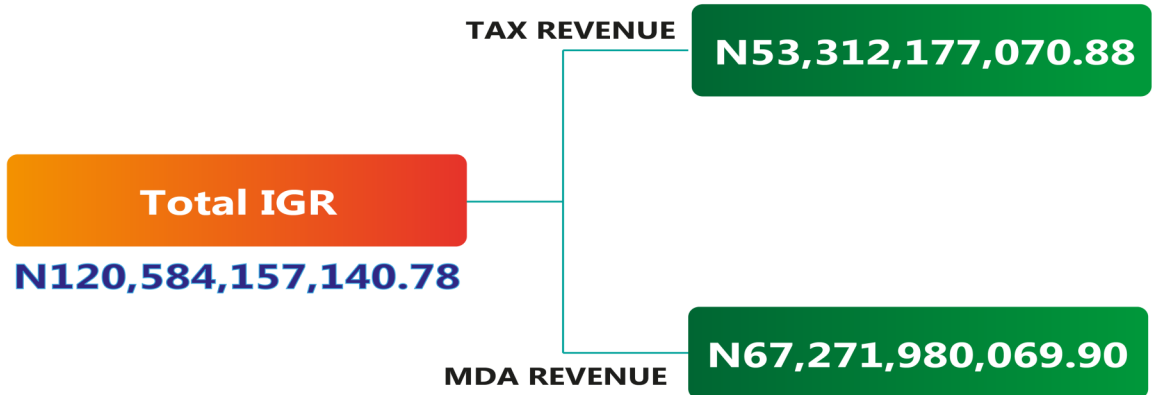 TAX REVENUE
N53,312,177,070.88
Total IGR
N120,584,157,140.78
MDA REVENUE
N67,271,980,069.90